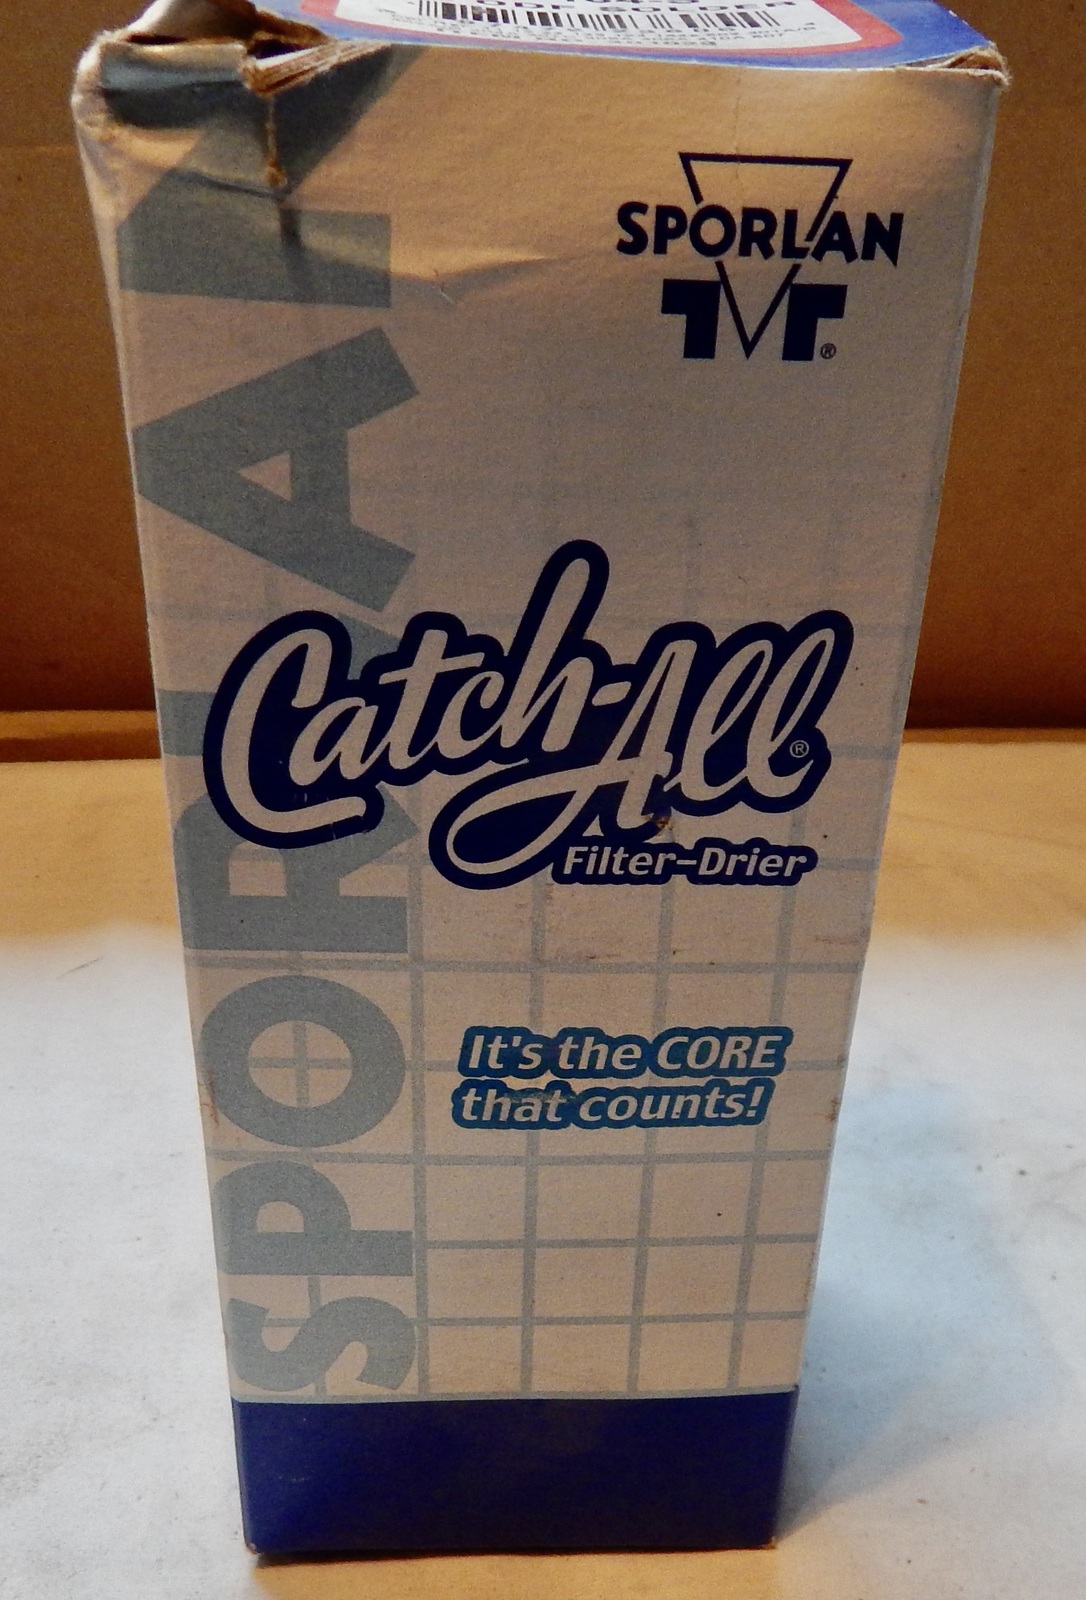 SPORLAN
®
Catch-All®
Filter-Drier
It's the CORE
that counts!
SPORLAN